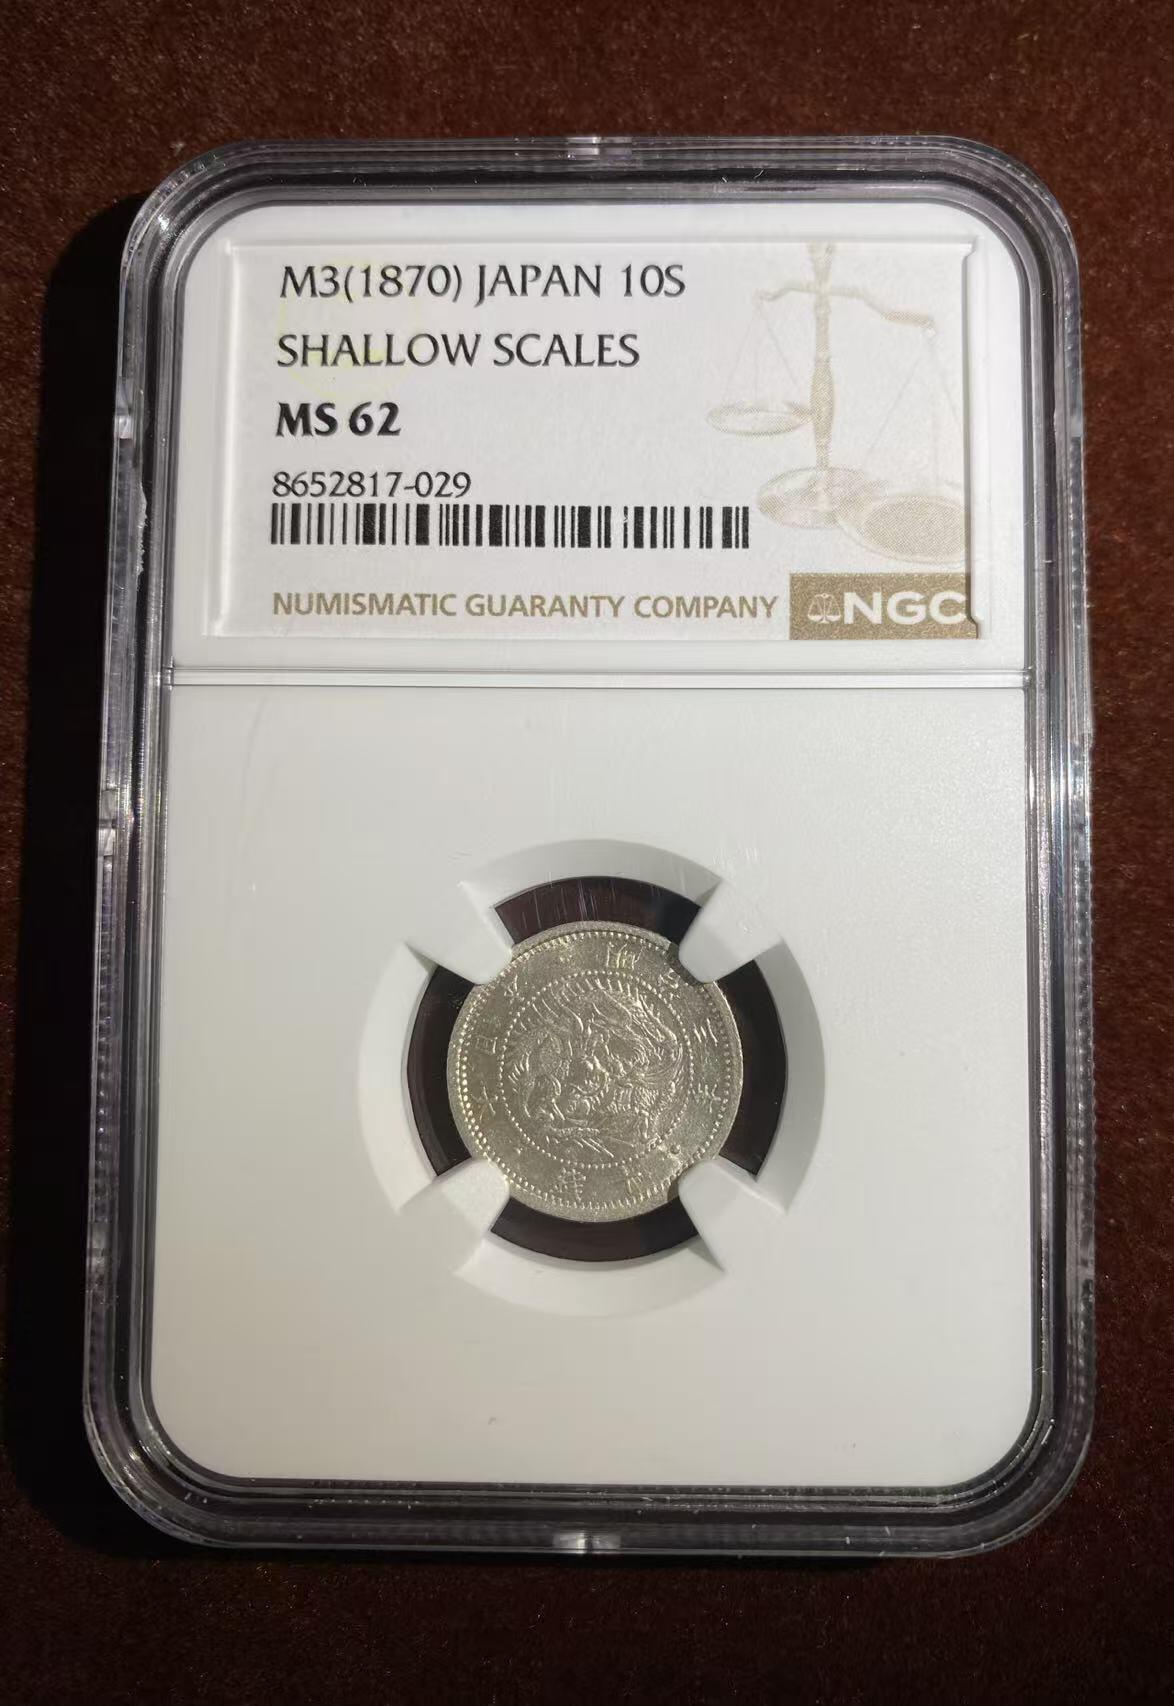 M3(1870) JAPAN 10S
SHALLOW SCALES
MS 62
8652817-029
NUMISMATIC GUARANTY COMPANY NGC